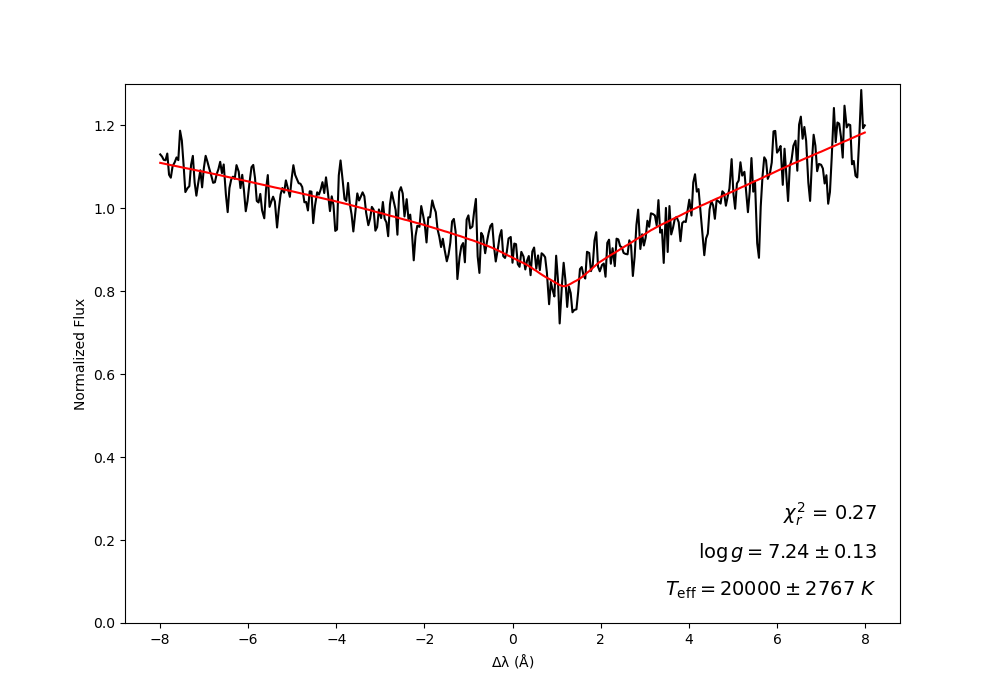 1.2
1.0
0.8
0.6
0.4
0.2
0.0
Normalized Flux
χ²ᵣ = 0.27
log g = 7.24 ± 0.13
T_eff = 20000 ± 2767 K
−8 −6 −4 −2 0 2 4 6 8
Δλ (Å)